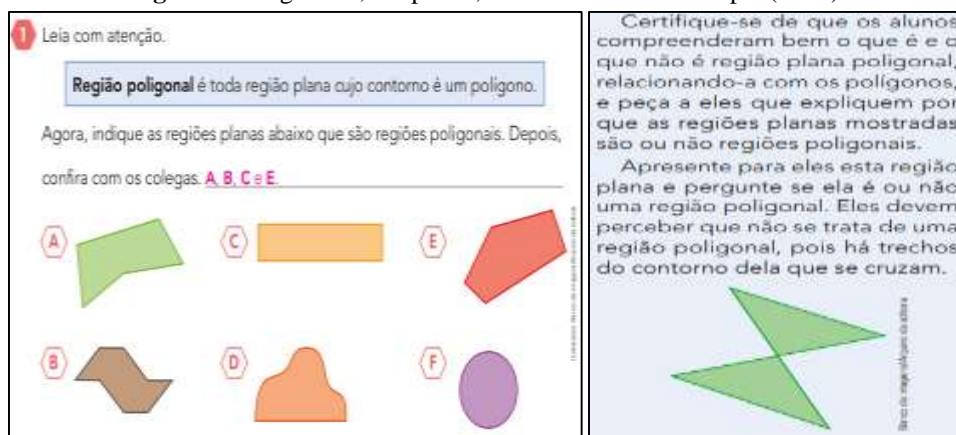 1 Leia com atenção.
Região poligonal é toda região plana cujo contorno é um polígono.
Agora, indique as regiões planas abaixo que são regiões poligonais. Depois,
confira com os colegas. A, B, C e E.
A
C
E
B
D
F
Certifique-se de que os alunos
compreenderam bem o que é e o
que não é região plana poligonal,
relacionando-a com os polígonos,
e peça a eles que expliquem por
que as regiões planas mostradas
são ou não regiões poligonais.
Apresente para eles esta região
plana e pergunte se ela é ou não
uma região poligonal. Eles devem
perceber que não se trata de uma
região poligonal, pois há trechos
do contorno dela que se cruzam.